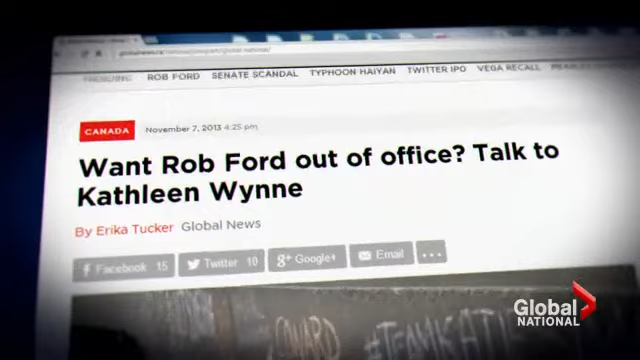 TRENDING ROB FORD SENATE SCANDAL TYPHOON HAIYAN TWITTER IPO VEGA RECALL
CANADA November 7, 2013 4:25 pm
Want Rob Ford out of office? Talk to
Kathleen Wynne
By Erika Tucker Global News
Facebook 15 Twitter 10 g+ Google+ Email ...
#TEAMKATHL
Global
NATIONAL